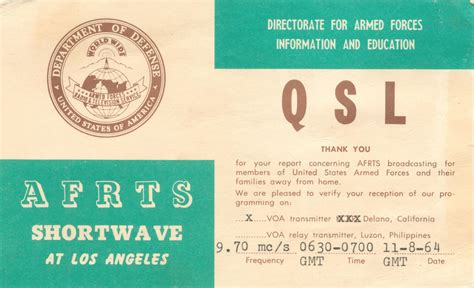 DEPARTMENT OF DEFENSE
WORLD WIDE
ARMED FORCES
RADIO & TELEVISION SERVICE
UNITED STATES OF AMERICA
AFRTS
SHORTWAVE
AT LOS ANGELES
DIRECTORATE FOR ARMED FORCES
INFORMATION AND EDUCATION
QSL
THANK YOU
for your report concerning AFRTS broadcasting for
members of United States Armed Forces and their
families away from home.
We are pleased to verify your reception of our pro-
gramming on:
X VOA transmitter XXX Delano, California
VOA relay transmitter, Luzon, Philippines
9.70 mc/s 0630-0700 11-8-64
Frequency GMT Time GMT Date